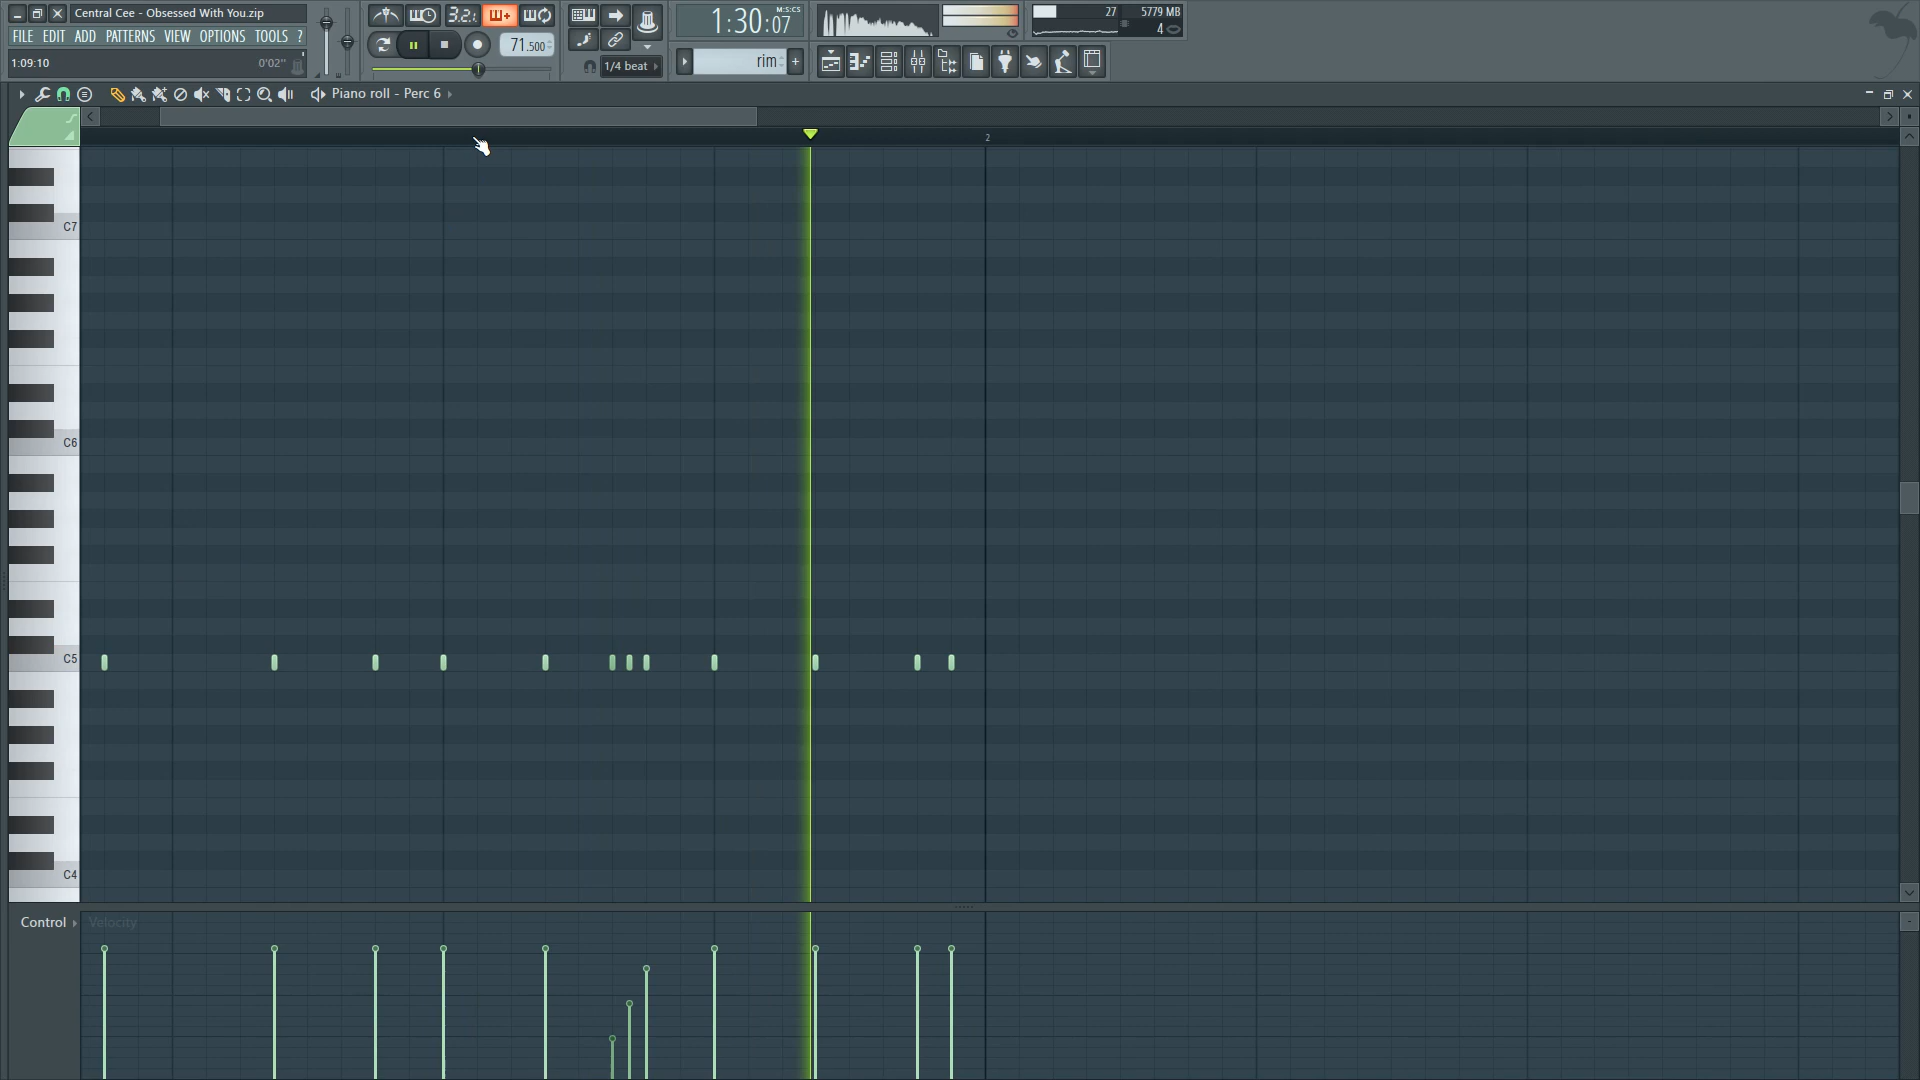 Central Cee - Obsessed With You.zip
FILE EDIT ADD PATTERNS VIEW OPTIONS TOOLS ?
1:09:10 0'02"
3.2.
71.500
1/4 beat
1:30:07
M:S:CS
rim
27
5779 MB
4
Piano roll - Perc 6
2
C7
C6
C5
C4
Control Velocity